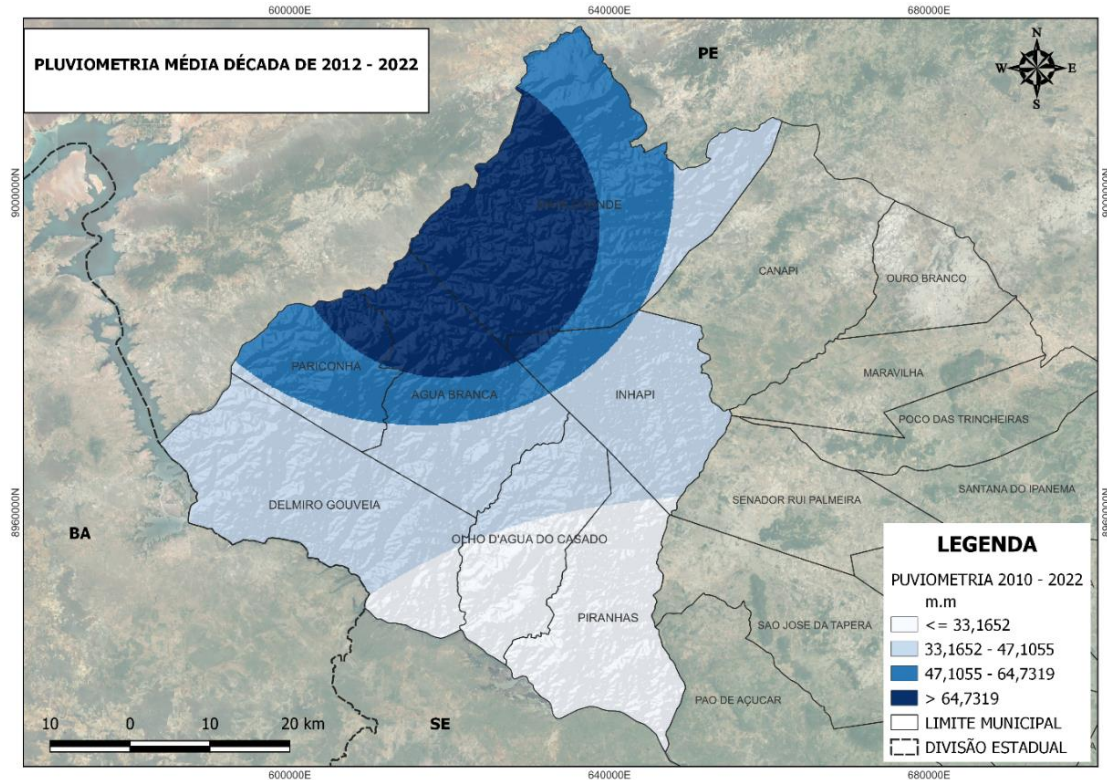 600000E
640000E
680000E
PLUVIOMETRIA MÉDIA DÉCADA DE 2012 - 2022
PE
N
W
E
S
9000000N
9000000N
CANAPI
OURO BRANCO
PARICONHA
AGUA BRANCA
INHAPI
MARAVILHA
POCO DAS TRINCHEIRAS
DELMIRO GOUVEIA
SENADOR RUI PALMEIRA
SANTANA DO IPANEMA
8960000N
8960000N
BA
OLHO D'AGUA DO CASADO
PIRANHAS
SAO JOSE DA TAPERA
PAO DE AÇUCAR
SE
LEGENDA
PUVIOMETRIA 2010 - 2022
m.m
<= 33,1652
33,1652 - 47,1055
47,1055 - 64,7319
> 64,7319
LIMITE MUNICIPAL
DIVISÃO ESTADUAL
10 0 10 20 km
600000E
640000E
680000E